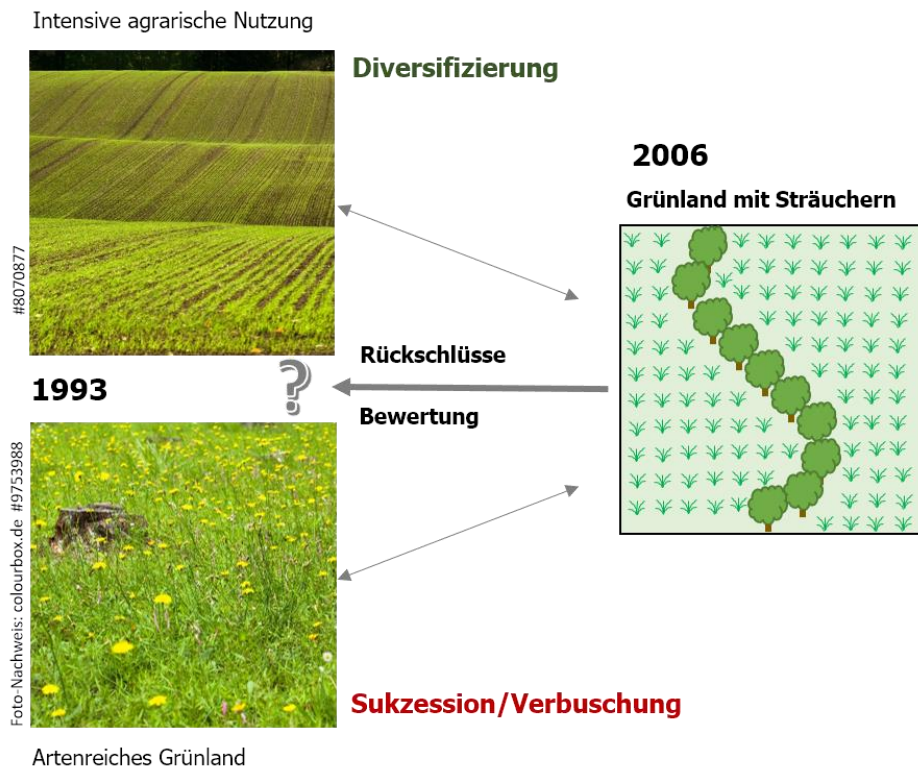 Intensive agrarische Nutzung
Diversifizierung
#8070877
2006
Grünland mit Sträuchern
Rückschlüsse
?
1993
Bewertung
Foto-Nachweis: colourbox.de #9753988
Sukzession/Verbuschung
Artenreiches Grünland